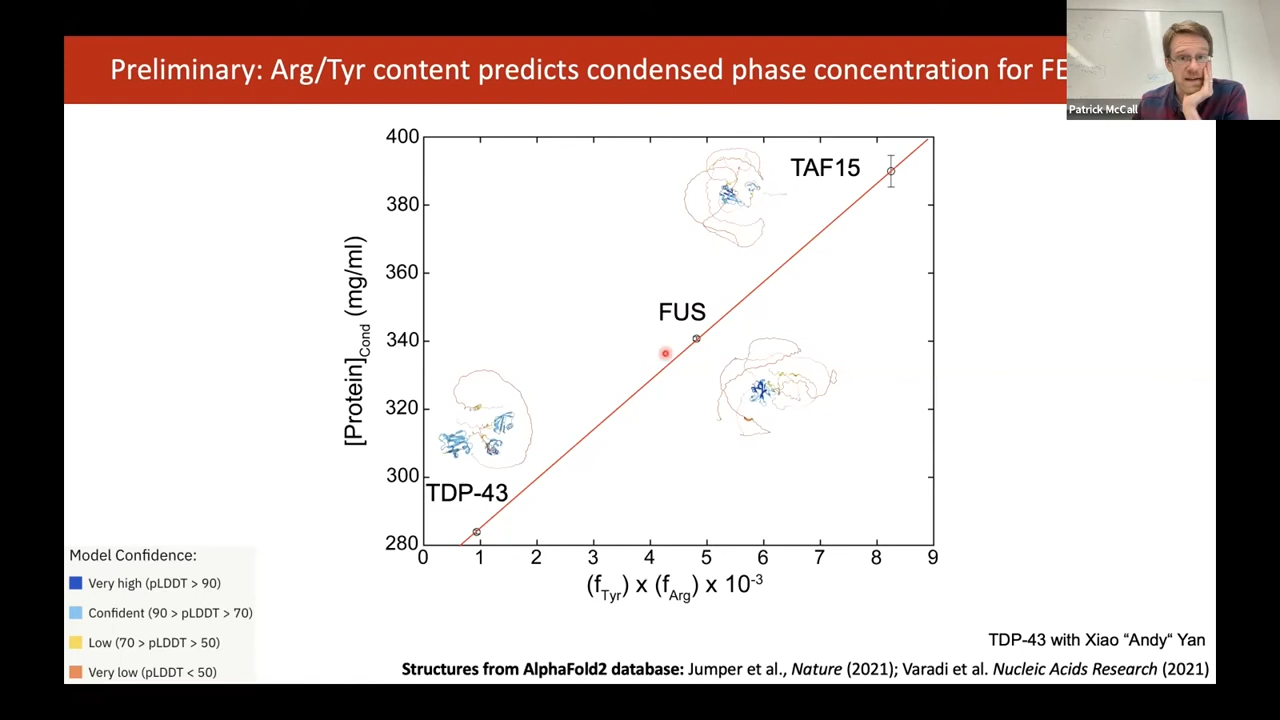 Preliminary: Arg/Tyr content predicts condensed phase concentration for FE
Patrick McCall
400
380
360
340
320
300
280
[Protein]Cond (mg/ml)
TAF15
FUS
TDP-43
0 1 2 3 4 5 6 7 8 9
(fTyr) x (fArg) x 10-3
Model Confidence:
Very high (pLDDT > 90)
Confident (90 > pLDDT > 70)
Low (70 > pLDDT > 50)
Very low (pLDDT < 50)
TDP-43 with Xiao “Andy“ Yan
Structures from AlphaFold2 database: Jumper et al., Nature (2021); Varadi et al. Nucleic Acids Research (2021)